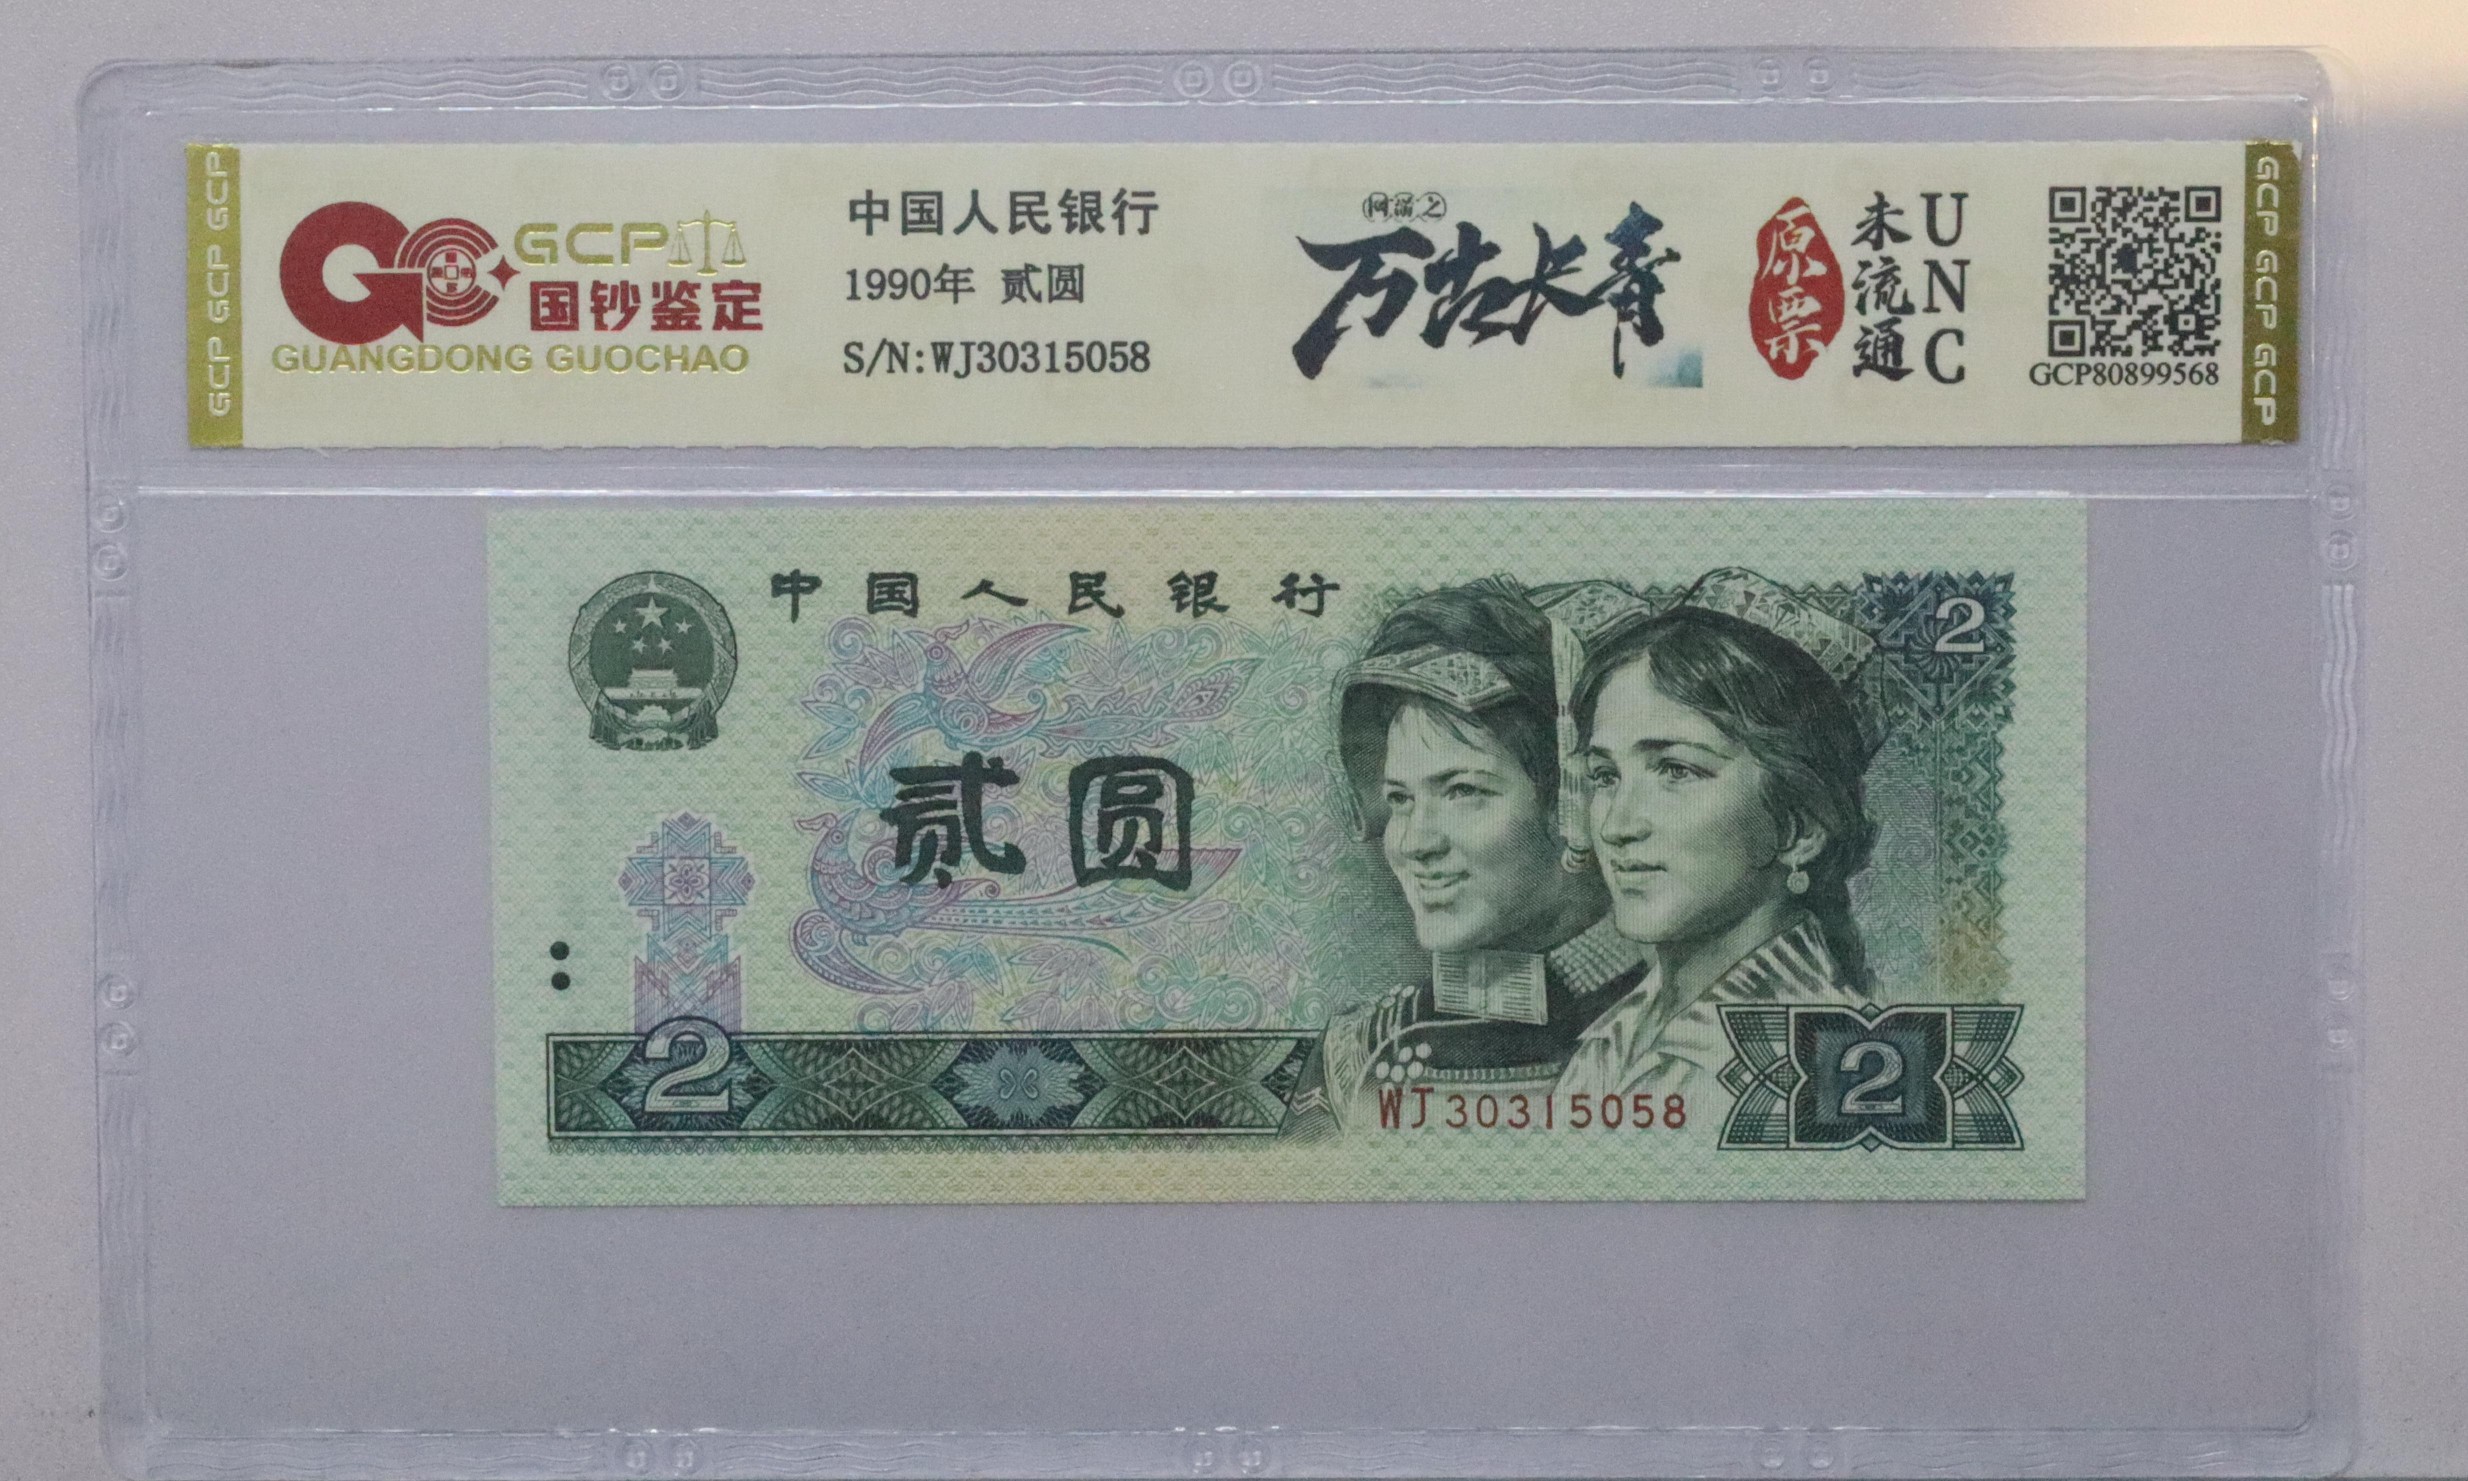 GCP GCP GCP
GCP
国钞鉴定
GUANGDONG GUOCHAO
中国人民银行
1990年 贰圆
S/N:WJ30315058
万古长青
原票
未流通
UNC
GCP80899568
GCP GCP GCP
中国人民银行
2
贰圆
2
WJ30315058
2